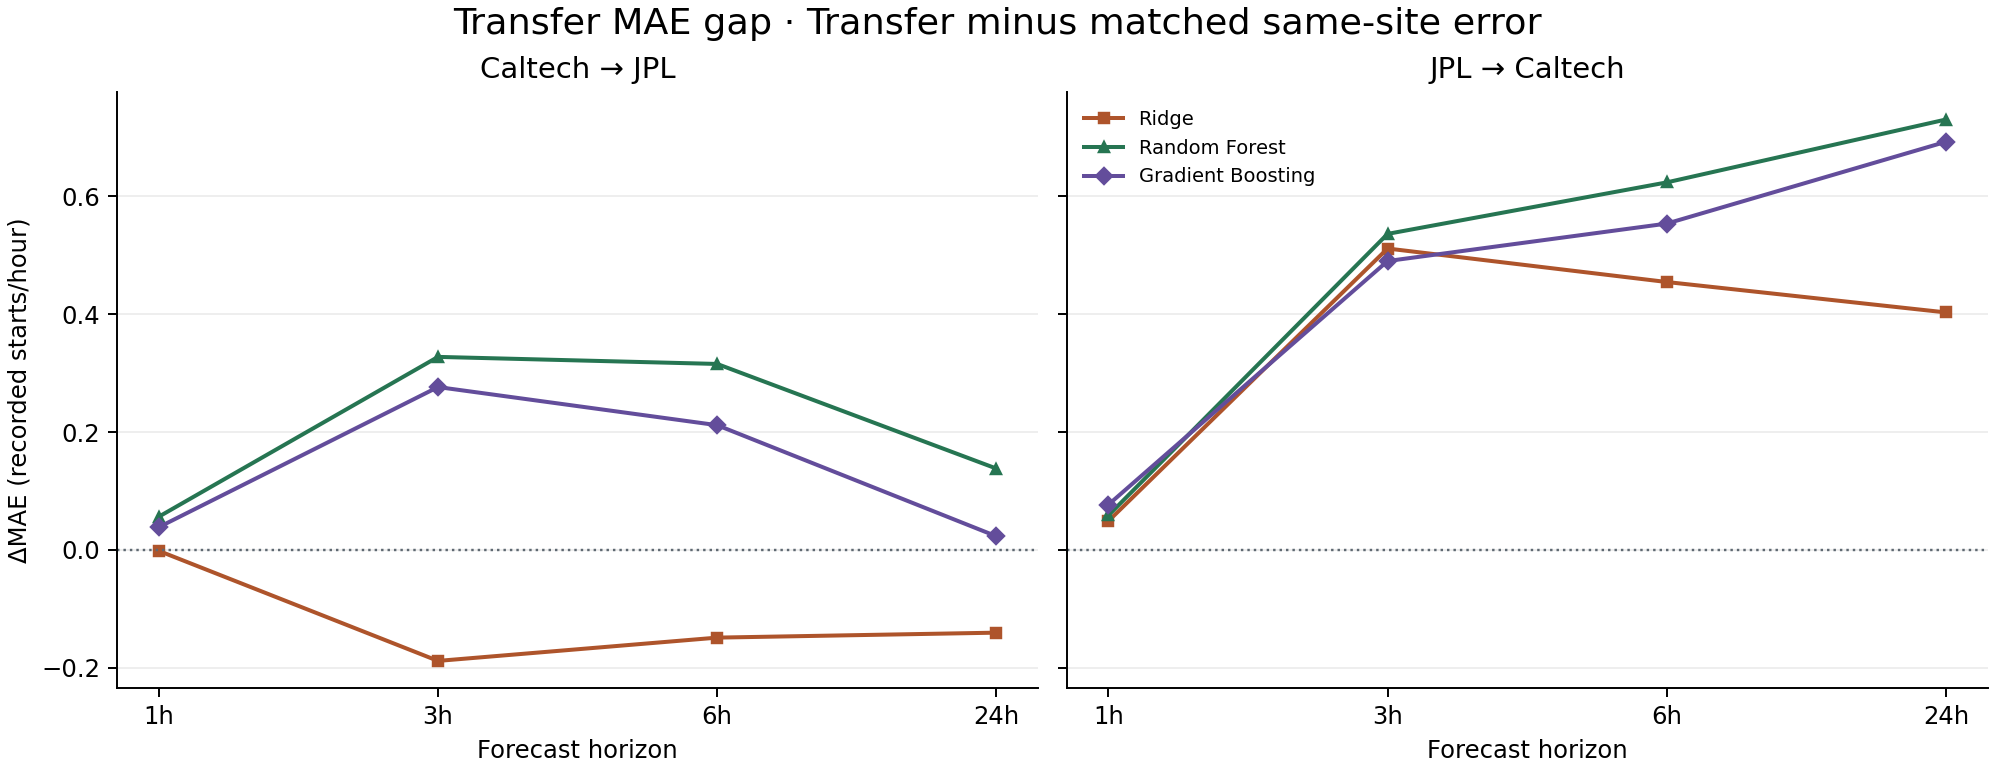 Transfer MAE gap · Transfer minus matched same-site error
Caltech → JPL
ΔMAE (recorded starts/hour)
0.6
0.4
0.2
0.0
−0.2
1h 3h 6h 24h
Forecast horizon
JPL → Caltech
Ridge
Random Forest
Gradient Boosting
1h 3h 6h 24h
Forecast horizon